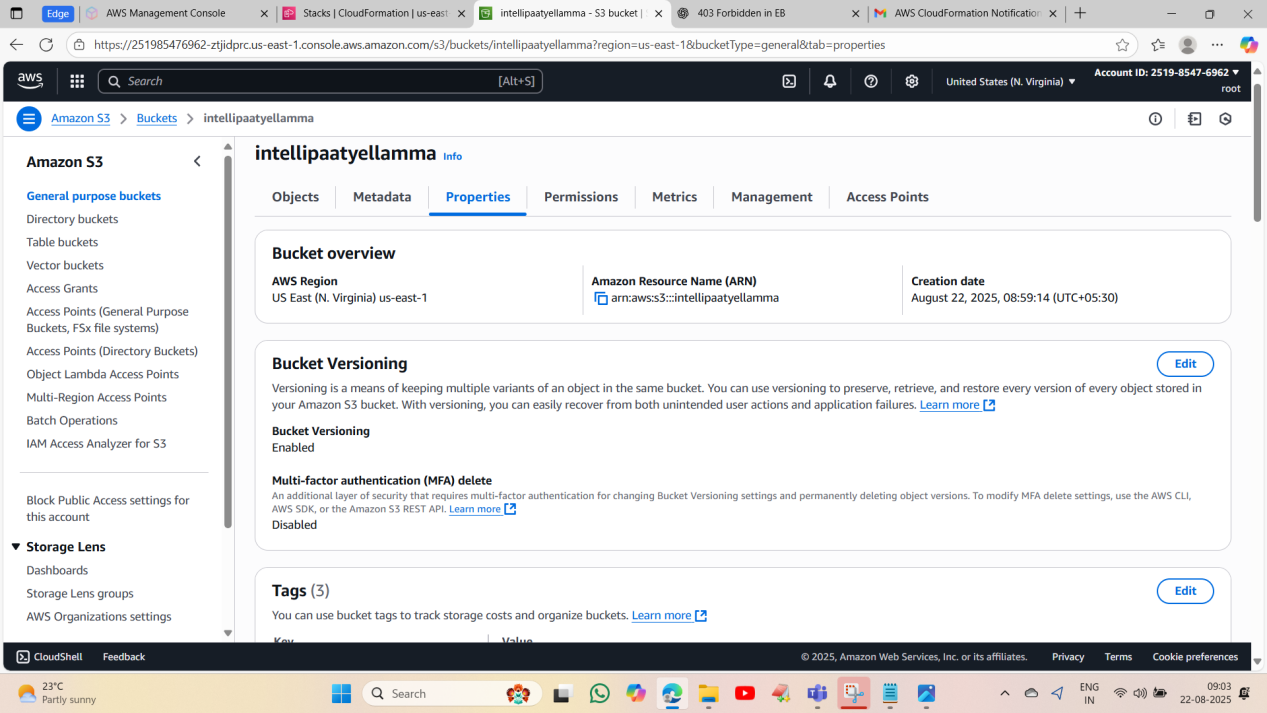 Edge
AWS Management Console
Stacks | CloudFormation | us-east
intellipaatyellamma - S3 bucket |
403 Forbidden on EB
AWS CloudFormation Notification
https://251985476962-ztjidprc.us-east-1.console.aws.amazon.com/s3/buckets/intellipaatyellamma?region=us-east-1&bucketType=general&tab=properties
aws
Search
[Alt+S]
United States (N. Virginia)
Account ID: 2519-8547-6962
root
Amazon S3
Buckets
intellipaatyellamma
Amazon S3
General purpose buckets
Directory buckets
Table buckets
Vector buckets
Access Grants
Access Points (General Purpose
Buckets, FSx file systems)
Access Points (Directory Buckets)
Object Lambda Access Points
Multi-Region Access Points
Batch Operations
IAM Access Analyzer for S3
Block Public Access settings for
this account
Storage Lens
Dashboards
Storage Lens groups
AWS Organizations settings
intellipaatyellamma Info
Objects
Metadata
Properties
Permissions
Metrics
Management
Access Points
Bucket overview
AWS Region
US East (N. Virginia) us-east-1
Amazon Resource Name (ARN)
arn:aws:s3:::intellipaatyellamma
Creation date
August 22, 2025, 08:59:14 (UTC+05:30)
Bucket Versioning
Edit
Versioning is a means of keeping multiple variants of an object in the same bucket. You can use versioning to preserve, retrieve, and restore every version of every object stored in
your Amazon S3 bucket. With versioning, you can easily recover from both unintended user actions and application failures. Learn more
Bucket Versioning
Enabled
Multi-factor authentication (MFA) delete
An additional layer of security that requires multi-factor authentication for changing Bucket Versioning settings and permanently deleting object versions. To modify MFA delete settings, use the AWS CLI,
AWS SDK, or the Amazon S3 REST API. Learn more
Disabled
Tags (3)
Edit
You can use bucket tags to track storage costs and organize buckets. Learn more
Key
Value
CloudShell
Feedback
© 2025, Amazon Web Services, Inc. or its affiliates.
Privacy
Terms
Cookie preferences
23°C
Partly sunny
Search
ENG
IN
09:03
22-08-2025